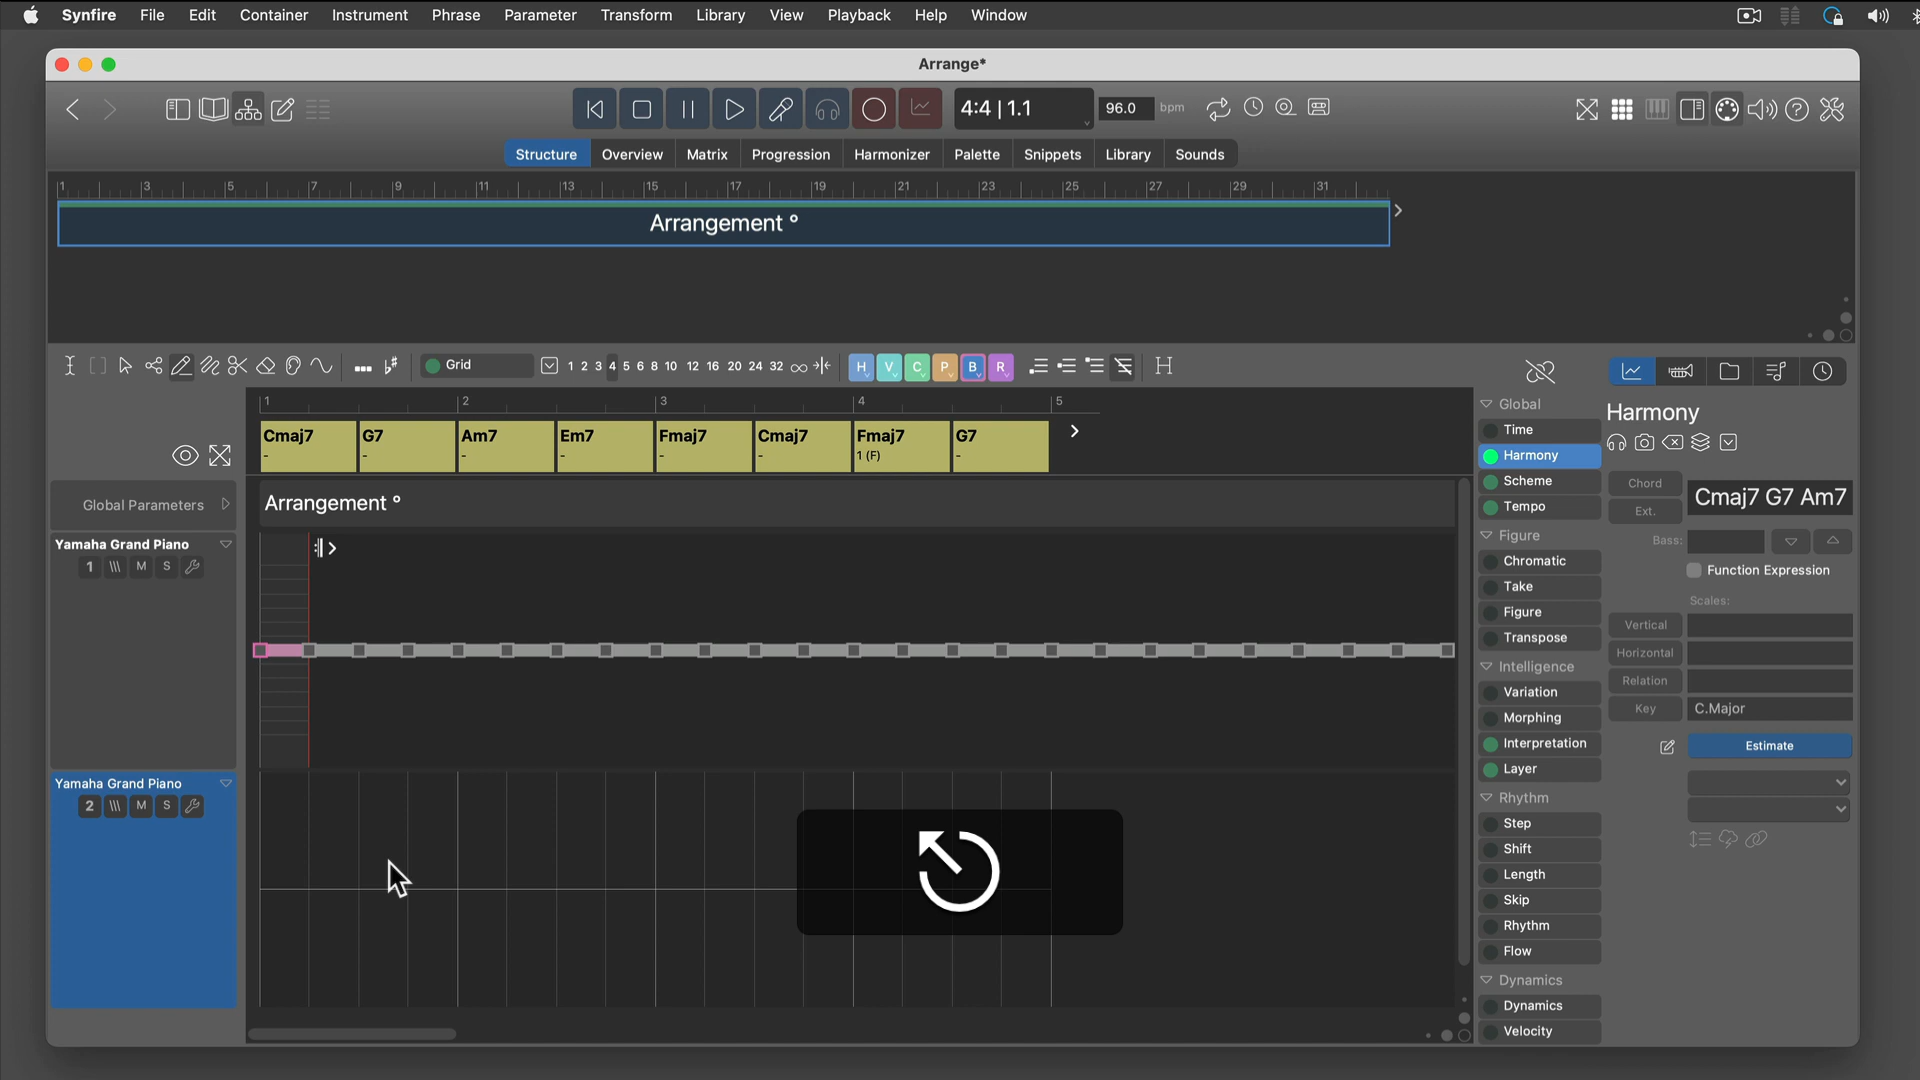 Synfire File Edit Container Instrument Phrase Parameter Transform Library View Playback Help Window
Arrange*
4:4 | 1.1 96.0 bpm
Structure Overview Matrix Progression Harmonizer Palette Snippets Library Sounds
1 3 5 7 9 11 13 15 17 19 21 23 25 27 29 31
Arrangement °
Grid 1 2 3 4 5 6 8 10 12 16 20 24 32 ∞ H V C P B R H
1 2 3 4 5
Cmaj7 G7 Am7 Em7 Fmaj7 Cmaj7 Fmaj7 G7
- - - - - - 1 (F) -
Global Parameters
Arrangement °
Yamaha Grand Piano
1 M S
Yamaha Grand Piano
2 M S
Global
Time
Harmony
Scheme
Tempo
Figure
Chromatic
Take
Figure
Transpose
Intelligence
Variation
Morphing
Interpretation
Layer
Rhythm
Step
Shift
Length
Skip
Rhythm
Flow
Dynamics
Dynamics
Velocity
Harmony
Chord Cmaj7 G7 Am7
Ext.
Bass:
Function Expression
Scales:
Vertical
Horizontal
Relation
Key C.Major
Estimate